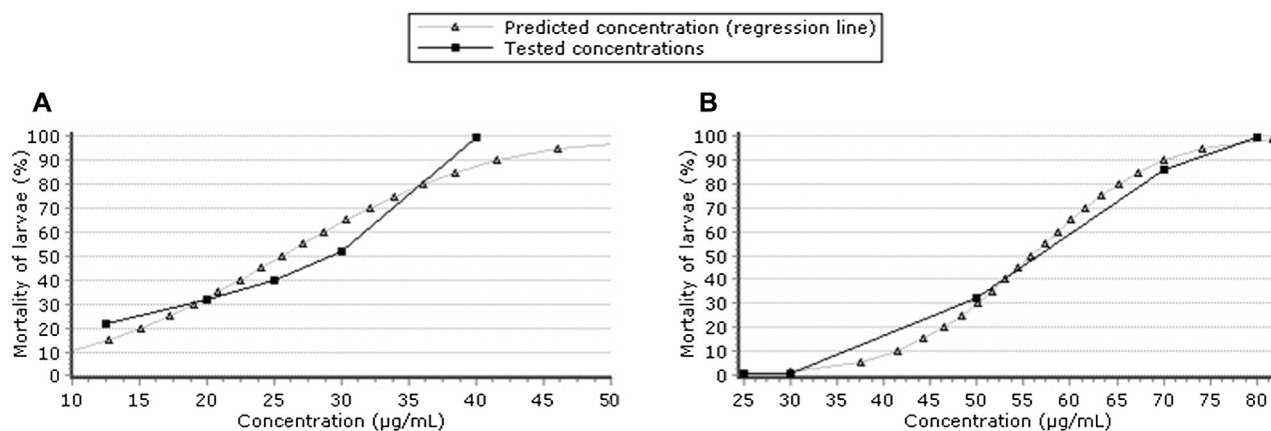 Predicted concentration (regression line)
Tested concentrations
A
Mortality of larvae (%)
100
90
80
70
60
50
40
30
20
10
0
10 20 25 30 35 40 45 50
Concentration (µg/mL)
B
Mortality of larvae (%)
100
90
80
70
60
50
40
30
20
10
0
25 30 35 40 45 50 55 60 65 70 75 80
Concentration (µg/mL)